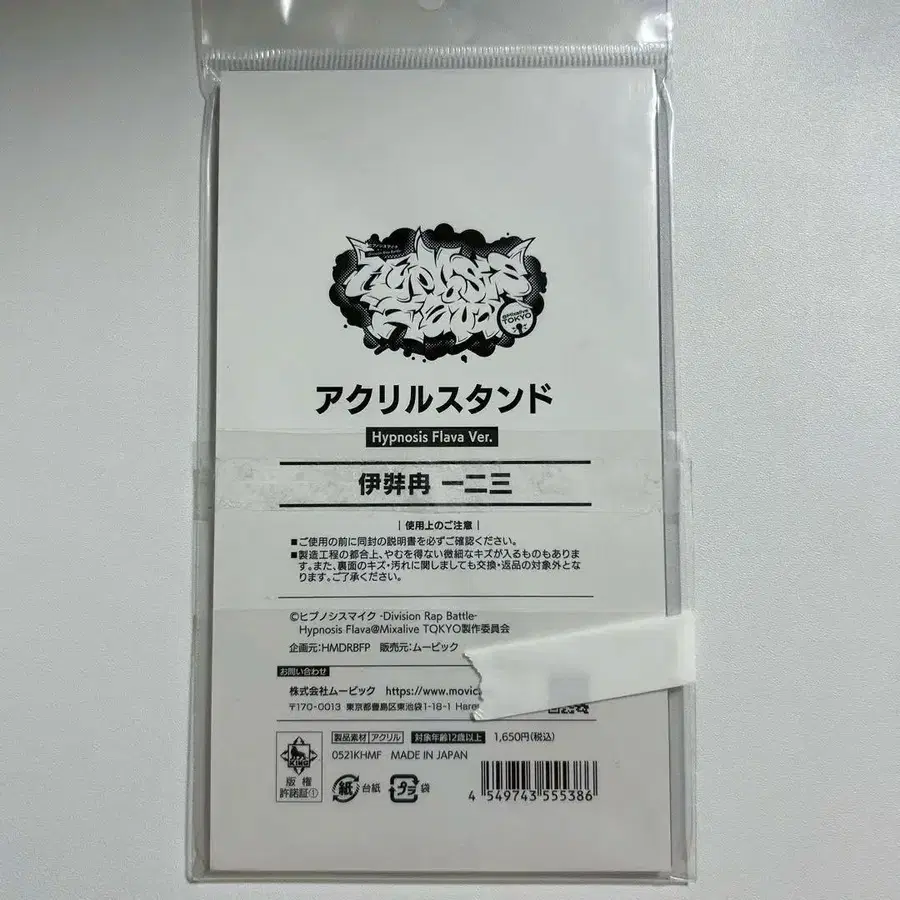 ヒプノシスマイク
Hypnosis
Flava
@Mixalive
TOKYO
アクリルスタンド
Hypnosis Flava Ver.
伊弉冉 一二三
| 使用上のご注意 |
■ご使用の前に同封の説明書を必ずご確認ください。
■製造工程の都合上、やむを得ない微細なキズが入るものもありま
す。また、裏面のキズ・汚れに関しましても交換・返品の対象外とな
ります。ご了承ください。
©ヒプノシスマイク -Division Rap Battle-
Hypnosis Flava@Mixalive TOKYO製作委員会
企画元:HMDRBFP 販売元:ムービック
お問い合わせ
株式会社ムービック https://www.movic
〒170-0013 東京都豊島区東池袋1-18-1 Hare
KING
版権
許諾証①
製品素材 アクリル 対象年齢12歳以上 1,650円(税込)
0521KHMF MADE IN JAPAN
紙 台紙 プラ 袋
4 549743 555386